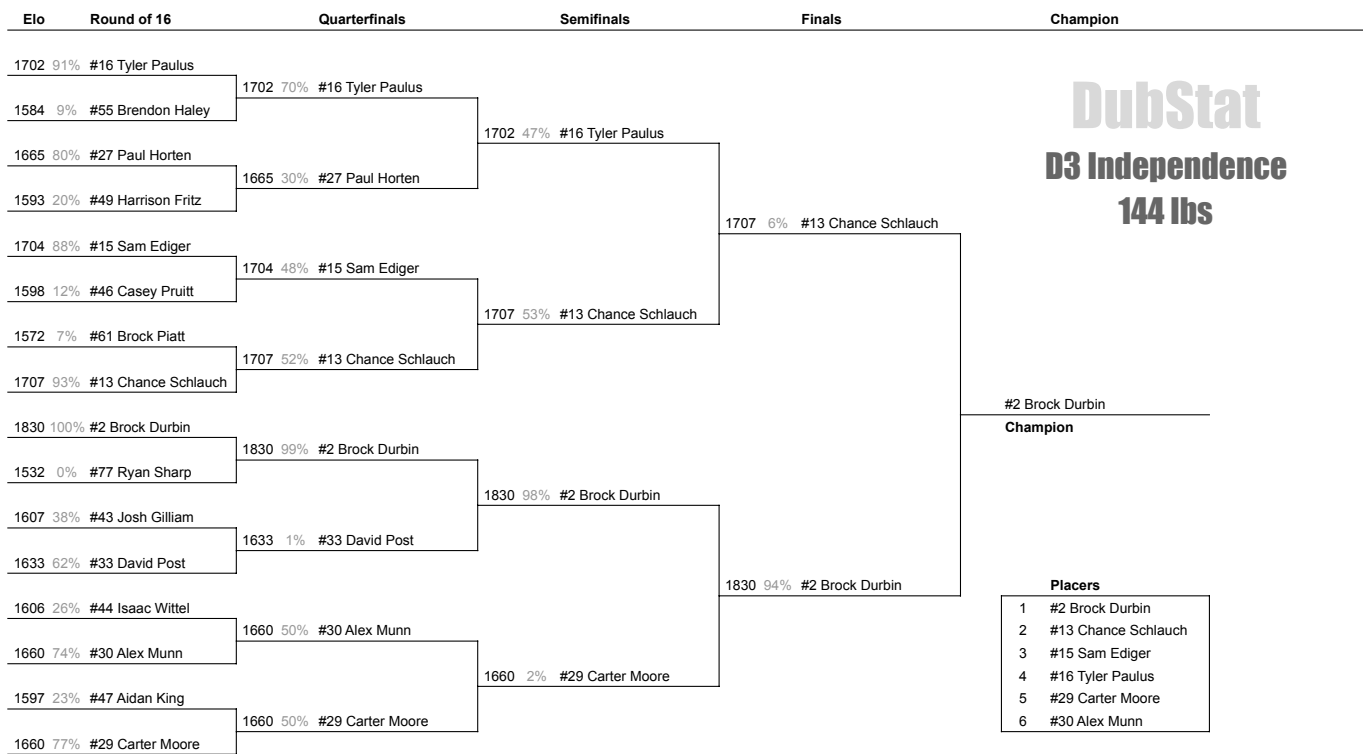 Elo Round of 16 Quarterfinals Semifinals Finals Champion
1702 91% #16 Tyler Paulus
1702 70% #16 Tyler Paulus
DubStat
1584 9% #55 Brendon Haley
1702 47% #16 Tyler Paulus
1665 80% #27 Paul Horten
D3 Independence
1665 30% #27 Paul Horten
1593 20% #49 Harrison Fritz
144 lbs
1707 6% #13 Chance Schlauch
1704 88% #15 Sam Ediger
1704 48% #15 Sam Ediger
1598 12% #46 Casey Pruitt
1707 53% #13 Chance Schlauch
1572 7% #61 Brock Piatt
1707 52% #13 Chance Schlauch
1707 93% #13 Chance Schlauch
#2 Brock Durbin
1830 100% #2 Brock Durbin
Champion
1830 99% #2 Brock Durbin
1532 0% #77 Ryan Sharp
1830 98% #2 Brock Durbin
1607 38% #43 Josh Gilliam
1633 1% #33 David Post
1633 62% #33 David Post
1830 94% #2 Brock Durbin
Placers
1606 26% #44 Isaac Wittel
1 #2 Brock Durbin
1660 50% #30 Alex Munn
2 #13 Chance Schlauch
1660 74% #30 Alex Munn
3 #15 Sam Ediger
1660 2% #29 Carter Moore
4 #16 Tyler Paulus
1597 23% #47 Aidan King
5 #29 Carter Moore
1660 50% #29 Carter Moore
6 #30 Alex Munn
1660 77% #29 Carter Moore